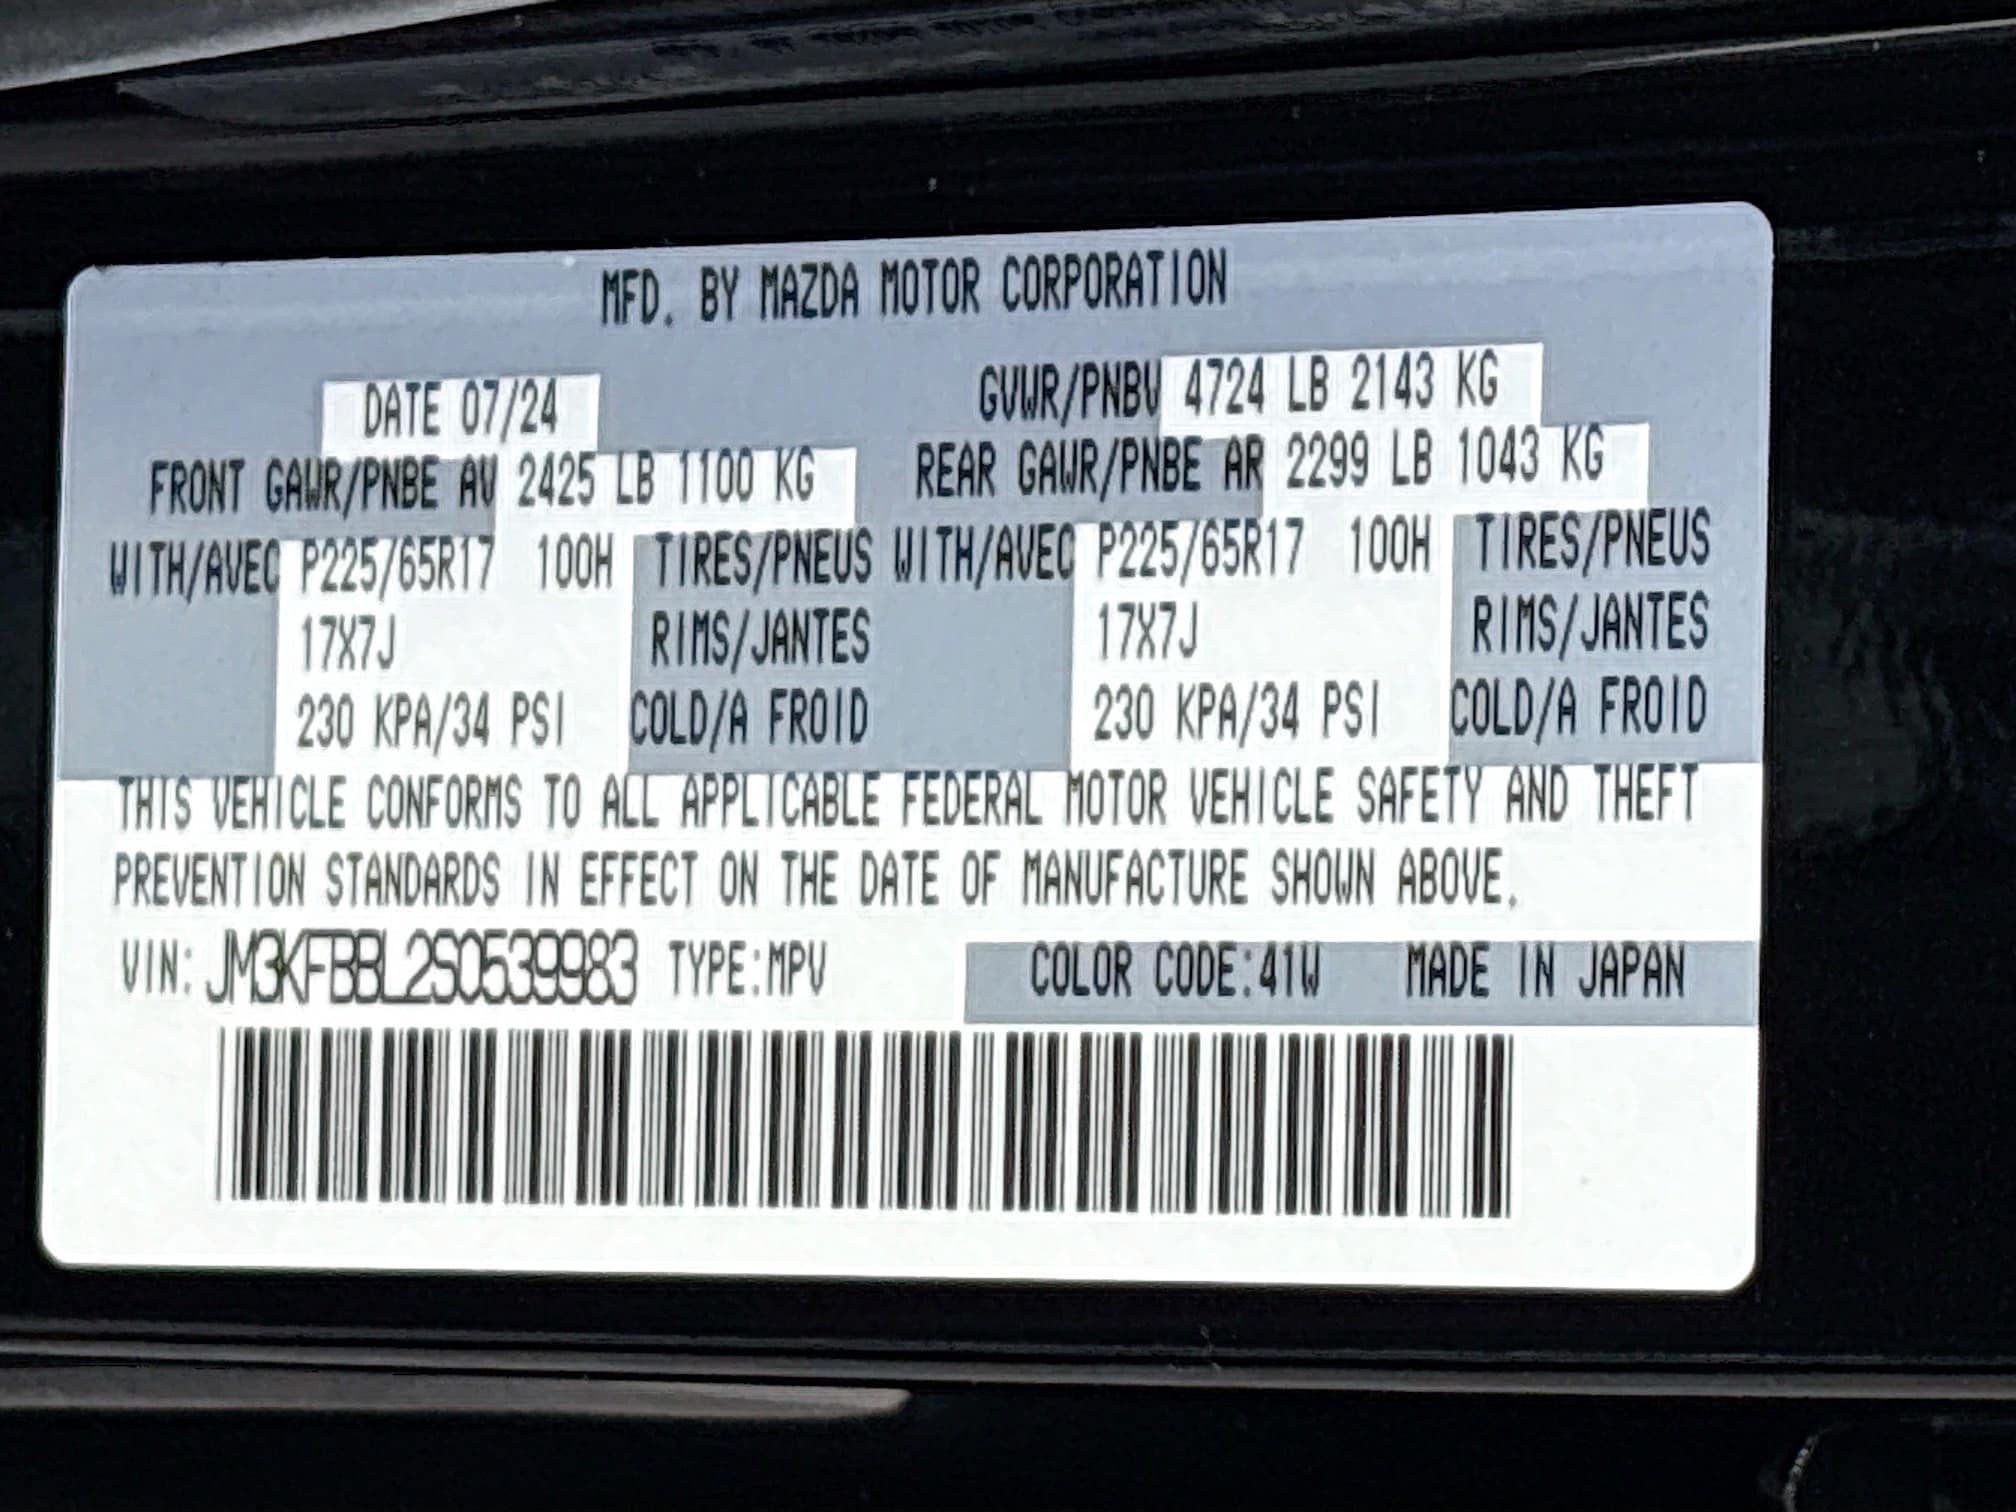 MFD. BY MAZDA MOTOR CORPORATION
DATE 07/24 GVWR/PNBV 4724 LB 2143 KG
FRONT GAWR/PNBE AV 2425 LB 1100 KG REAR GAWR/PNBE AR 2299 LB 1043 KG
WITH/AVEC P225/65R17 100H TIRES/PNEUS WITH/AVEC P225/65R17 100H TIRES/PNEUS
17X7J RIMS/JANTES 17X7J RIMS/JANTES
230 KPA/34 PSI COLD/A FROID 230 KPA/34 PSI COLD/A FROID
THIS VEHICLE CONFORMS TO ALL APPLICABLE FEDERAL MOTOR VEHICLE SAFETY AND THEFT
PREVENTION STANDARDS IN EFFECT ON THE DATE OF MANUFACTURE SHOWN ABOVE.
VIN: JM3KFBBL2S0539983 TYPE:MPV COLOR CODE:41W MADE IN JAPAN